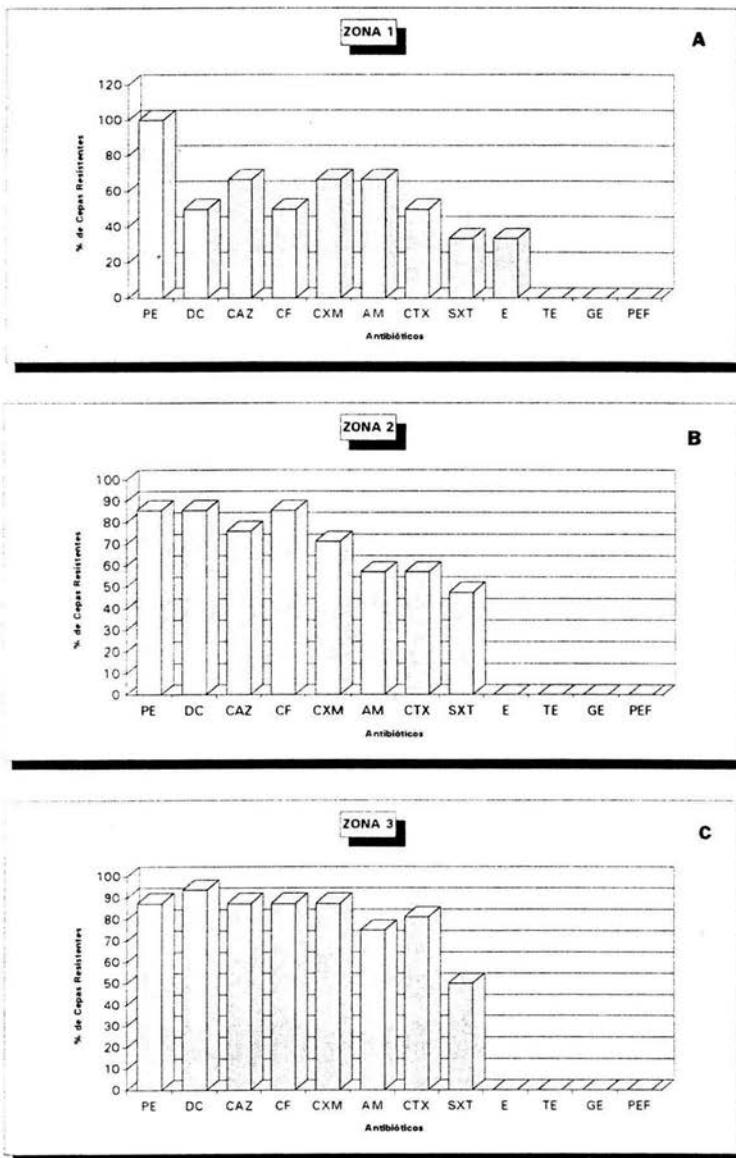 ZONA 1
A
% de Cepas Resistentes
120
100
80
60
40
20
0
PE DC CAZ CF CXM AM CTX SXT E TE GE PEF
Antibióticos
ZONA 2
B
% de Cepas Resistentes
100
90
80
70
60
50
40
30
20
10
0
PE DC CAZ CF CXM AM CTX SXT E TE GE PEF
Antibióticos
ZONA 3
C
% de Cepas Resistentes
100
90
80
70
60
50
40
30
20
10
0
PE DC CAZ CF CXM AM CTX SXT E TE GE PEF
Antibióticos